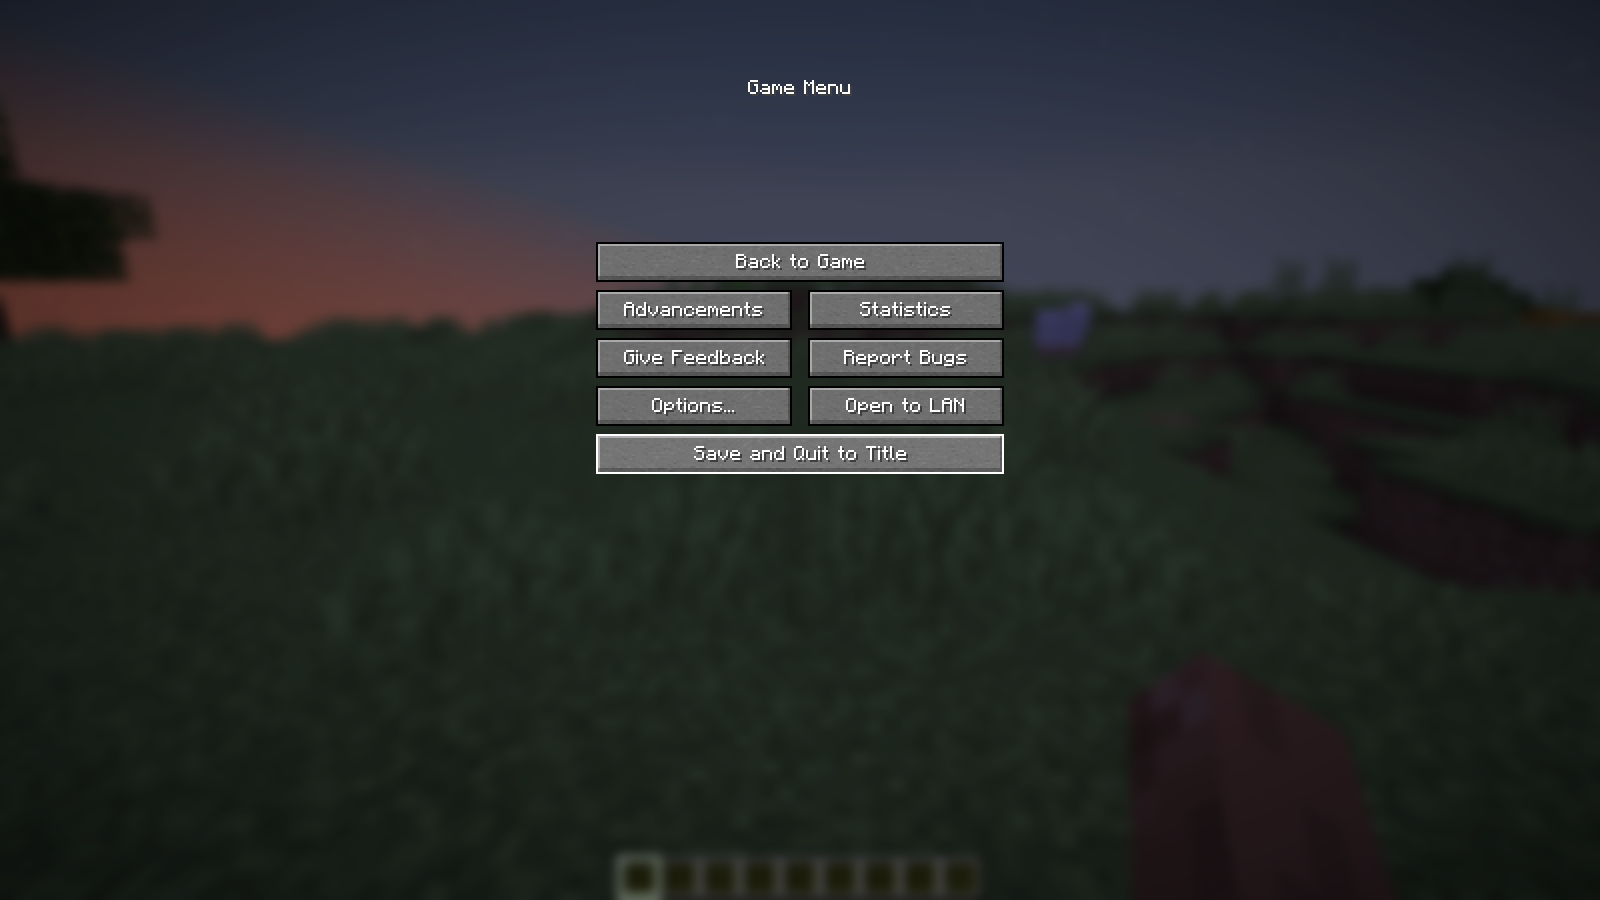 Game Menu
Back to Game
Advancements
Statistics
Give Feedback
Report Bugs
Options...
Open to LAN
Save and Quit to Title